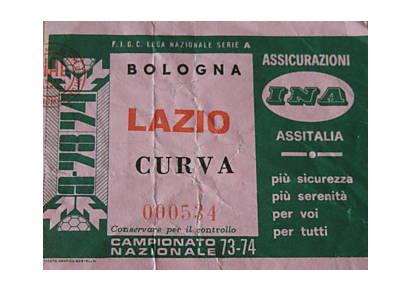 F.I.G.C. LEGA NAZIONALE SERIE A
BOLOGNA
LAZIO
CURVA
000534
Conservare per il controllo
CAMPIONATO
NAZIONALE 73-74
ASSICURAZIONI
INA
ASSITALIA
più sicurezza
più serenità
per voi
per tutti